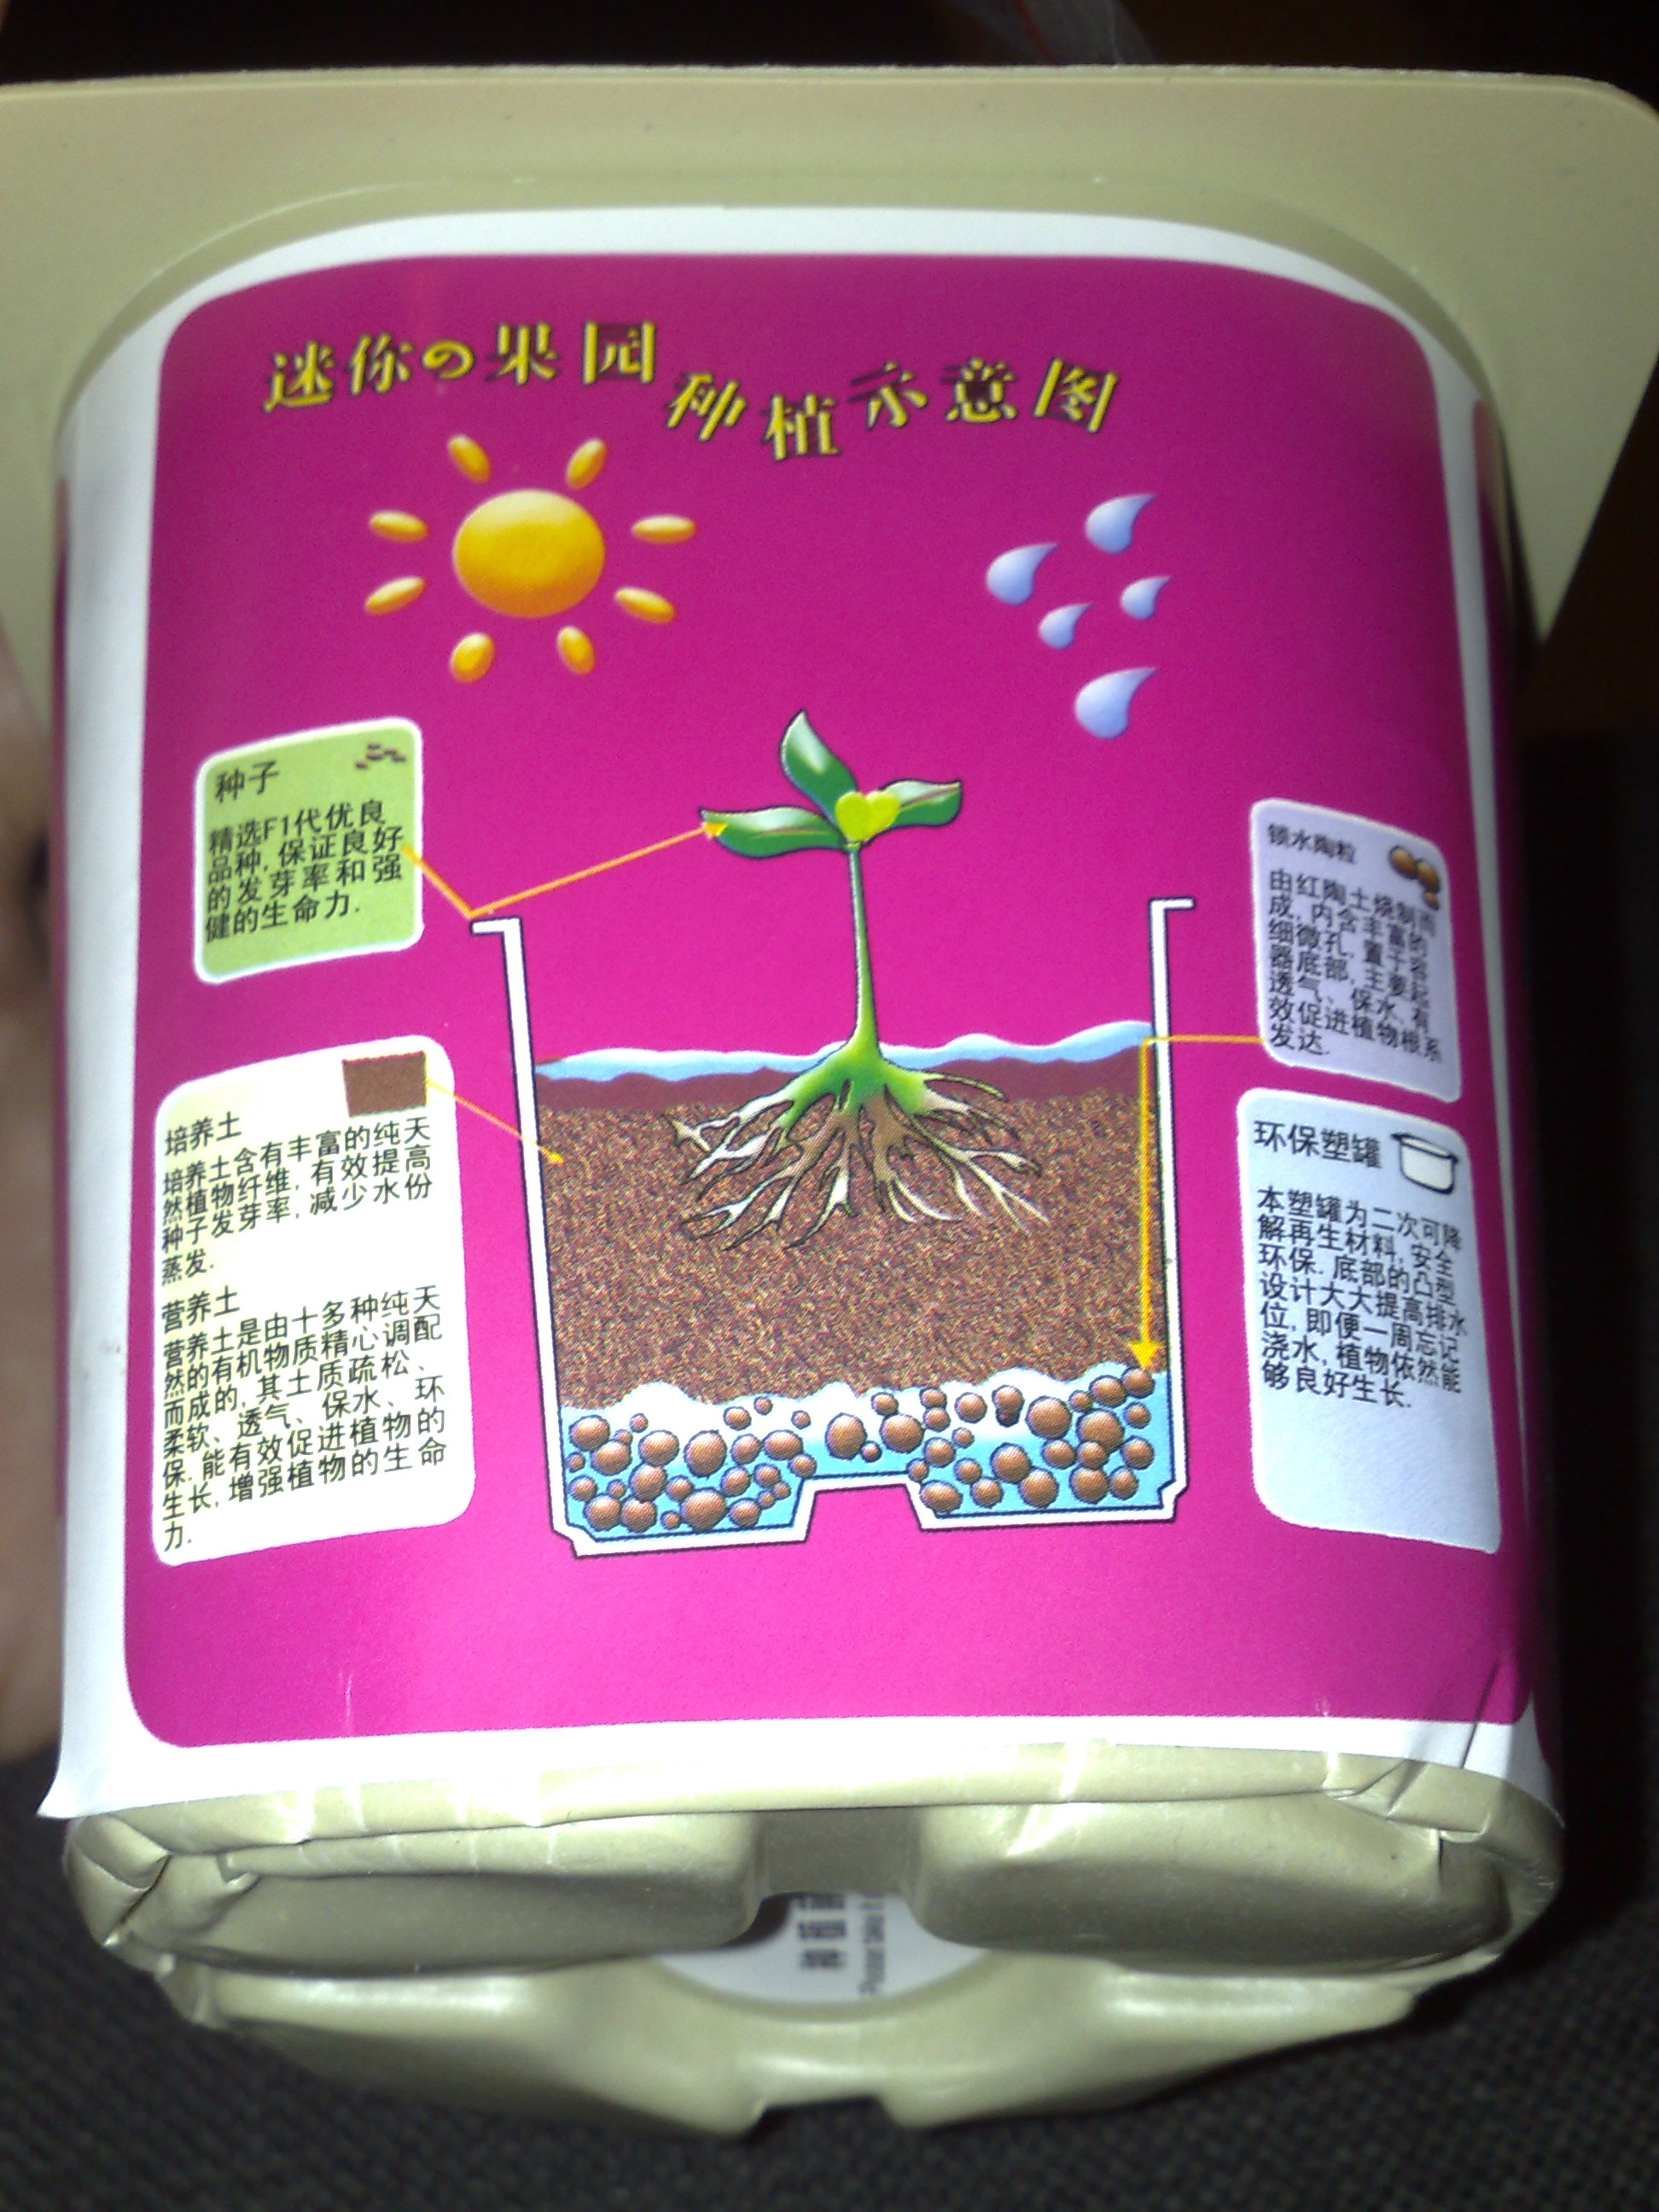 迷你の果园种植示意图
种子
精选F1代优良
品种,保证良好
的发芽率和强
健的生命力.
培养土
培养土含有丰富的纯天
然植物纤维,有效提高
种子发芽率,减少水份
蒸发.
营养土
营养土是由十多种纯天
然的有机物质精心调配
而成的,其土质疏松、
柔软、透气、保水、环
保.能有效促进植物的
生长,增强植物的生命
力.
锁水陶粒
由红陶土烧制而
成,内含丰富的
细微孔,置于容
器底部,主要起
透气、保水,有
效促进植物根系
发达.
环保塑罐
本塑罐为二次可降
解再生材料,安全
环保.底部的凸型
设计大大提高排水
位,即便一周忘记
浇水,植物依然能
够良好生长.